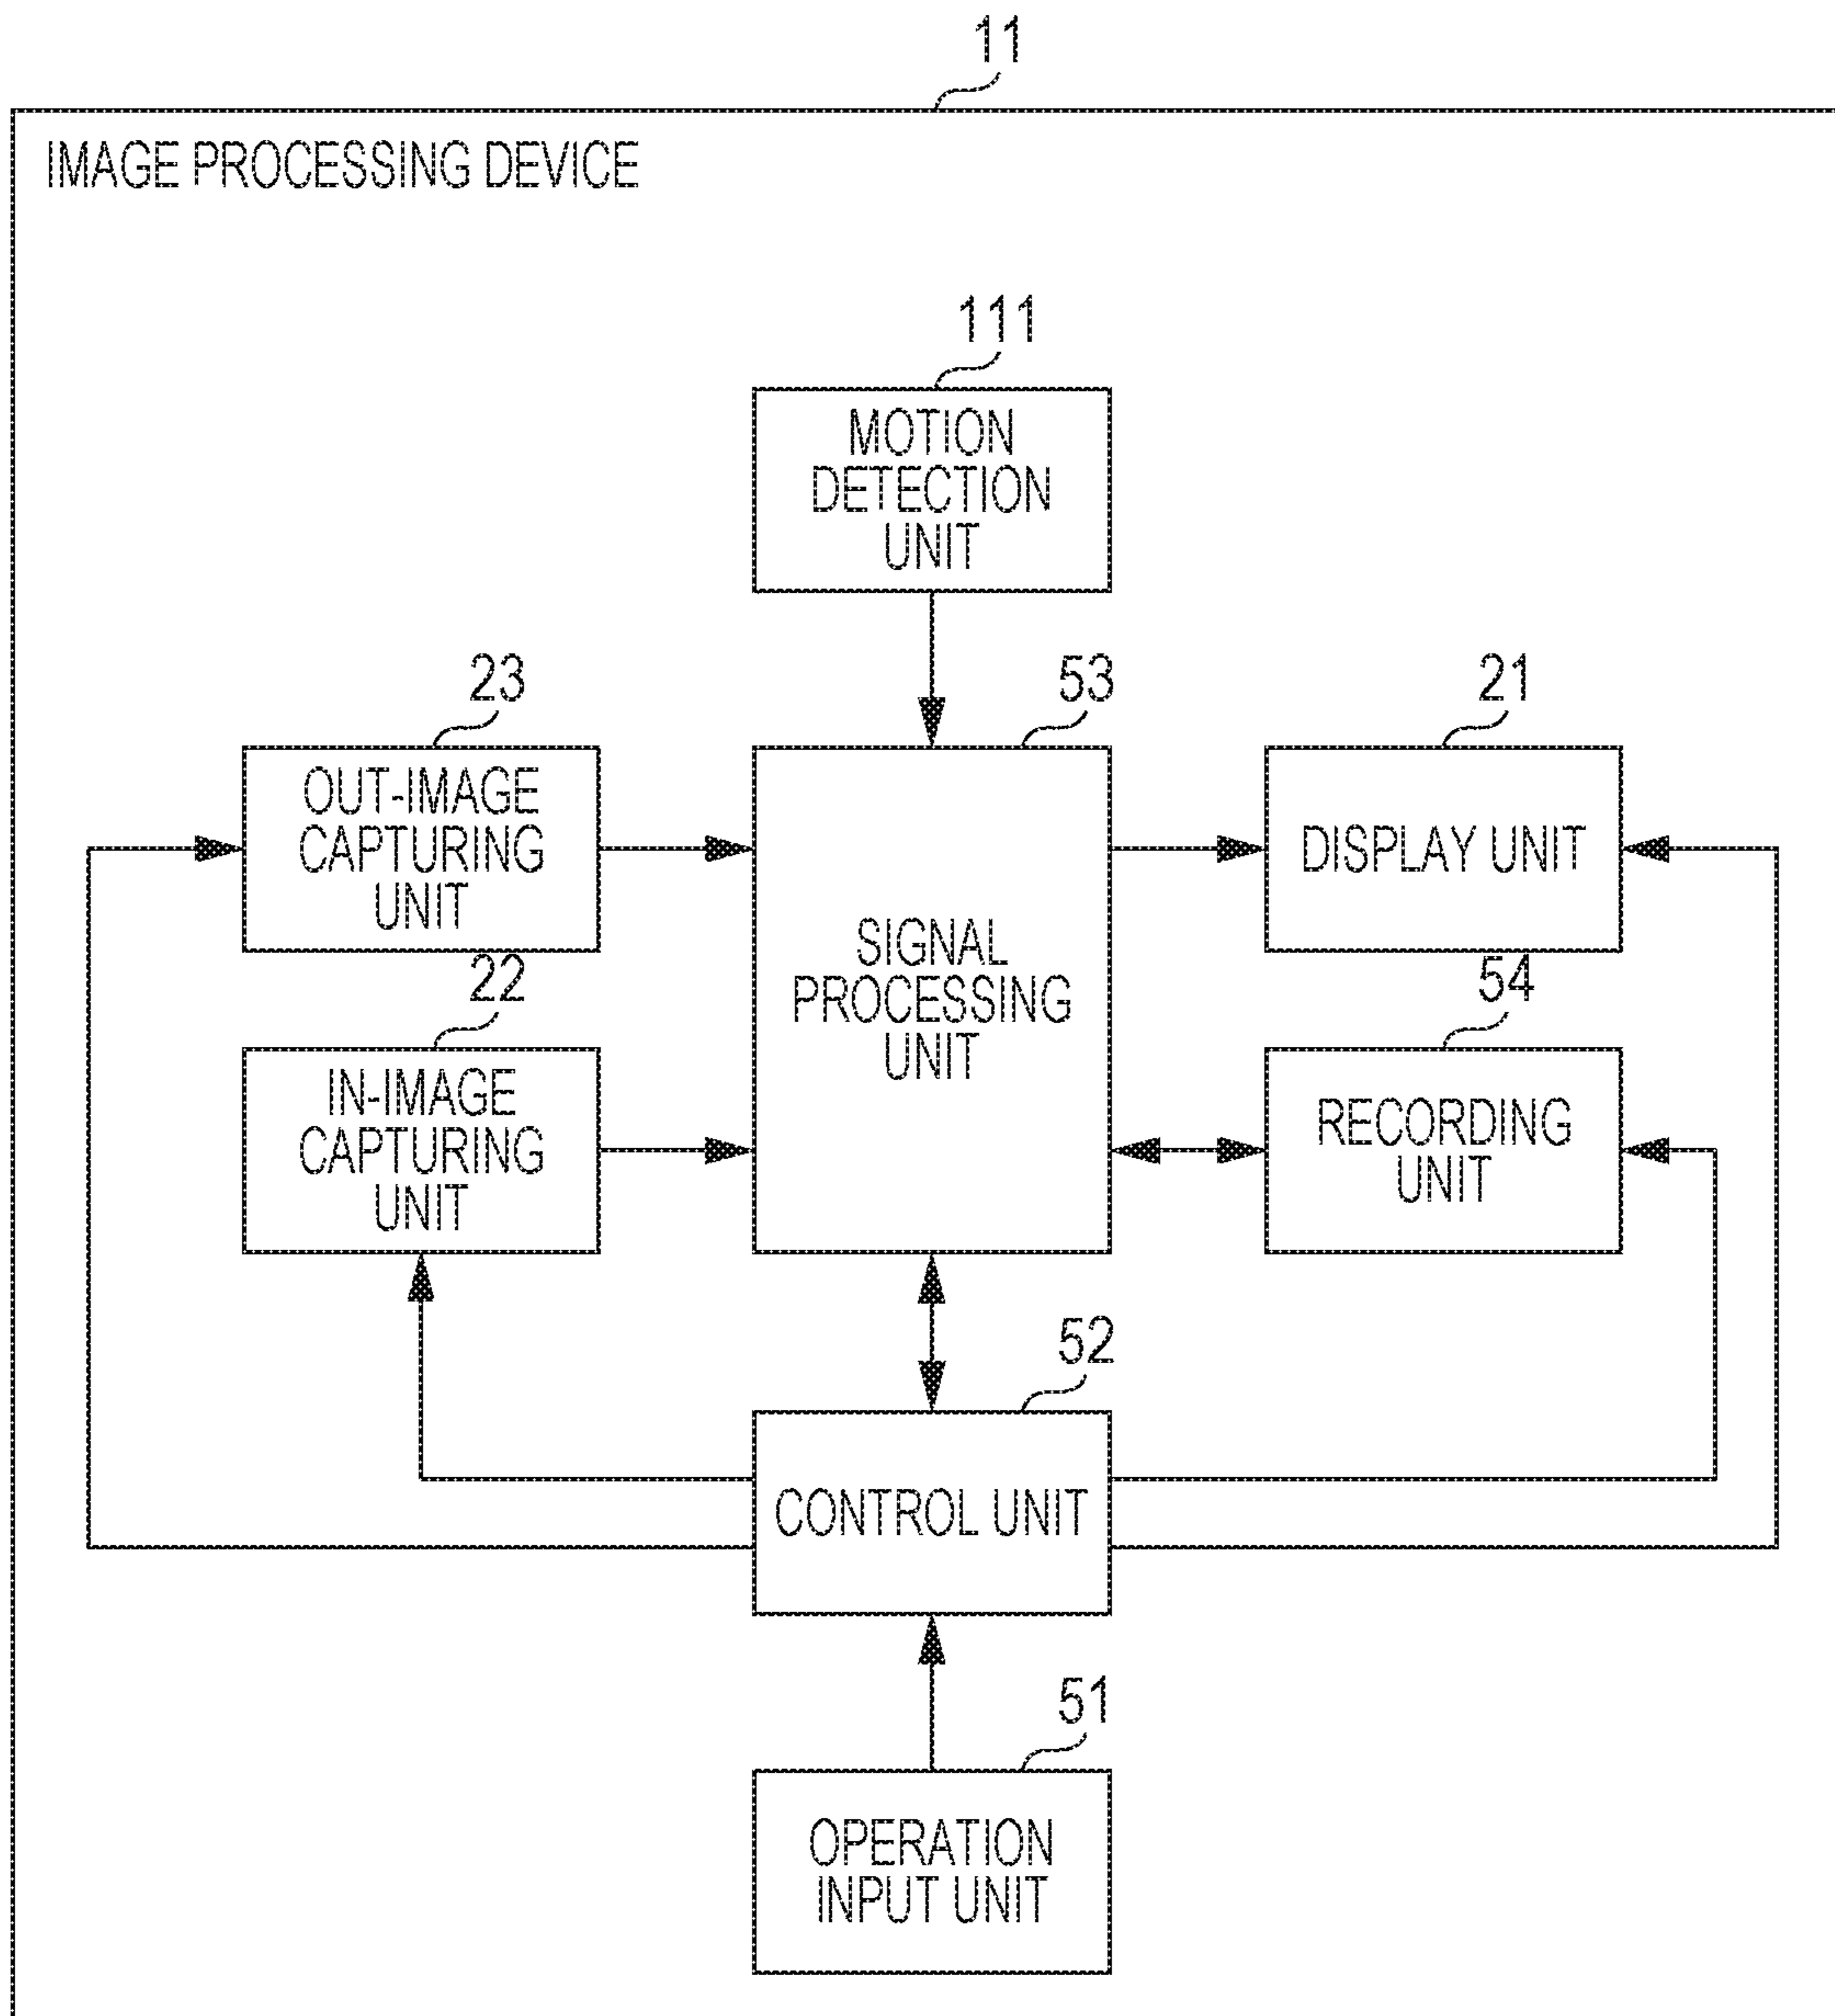 11
IMAGE PROCESSING DEVICE
111
MOTION
DETECTION
UNIT
23
OUT-IMAGE
CAPTURING
UNIT
53
SIGNAL
PROCESSING
UNIT
21
DISPLAY UNIT
22
IN-IMAGE
CAPTURING
UNIT
54
RECORDING
UNIT
52
CONTROL UNIT
51
OPERATION
INPUT UNIT